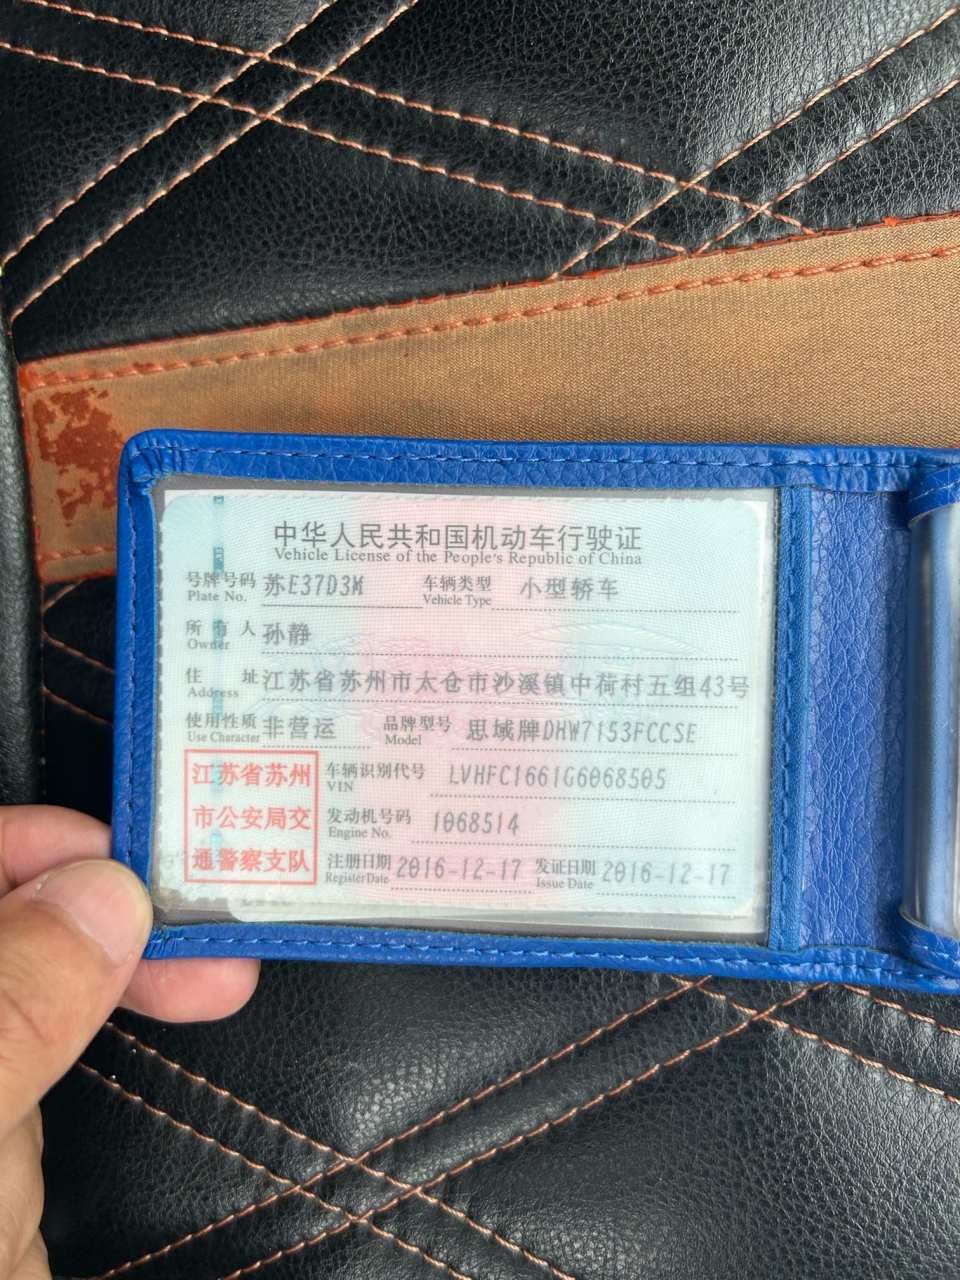 中华人民共和国机动车行驶证
Vehicle License of the People's Republic of China
号牌号码 苏E37D3M 车辆类型 小型轿车
Plate No. Vehicle Type
所有人 孙静
Owner
住址 江苏省苏州市太仓市沙溪镇中荷村五组43号
Address
使用性质 非营运 品牌型号 思域牌DHW7153FCCSE
Use Character Model
江苏省苏州
市公安局交
通警察支队
车辆识别代号 LVHFC1661G6068505
VIN
发动机号码 1068514
Engine No.
注册日期 2016-12-17 发证日期 2016-12-17
Register Date Issue Date